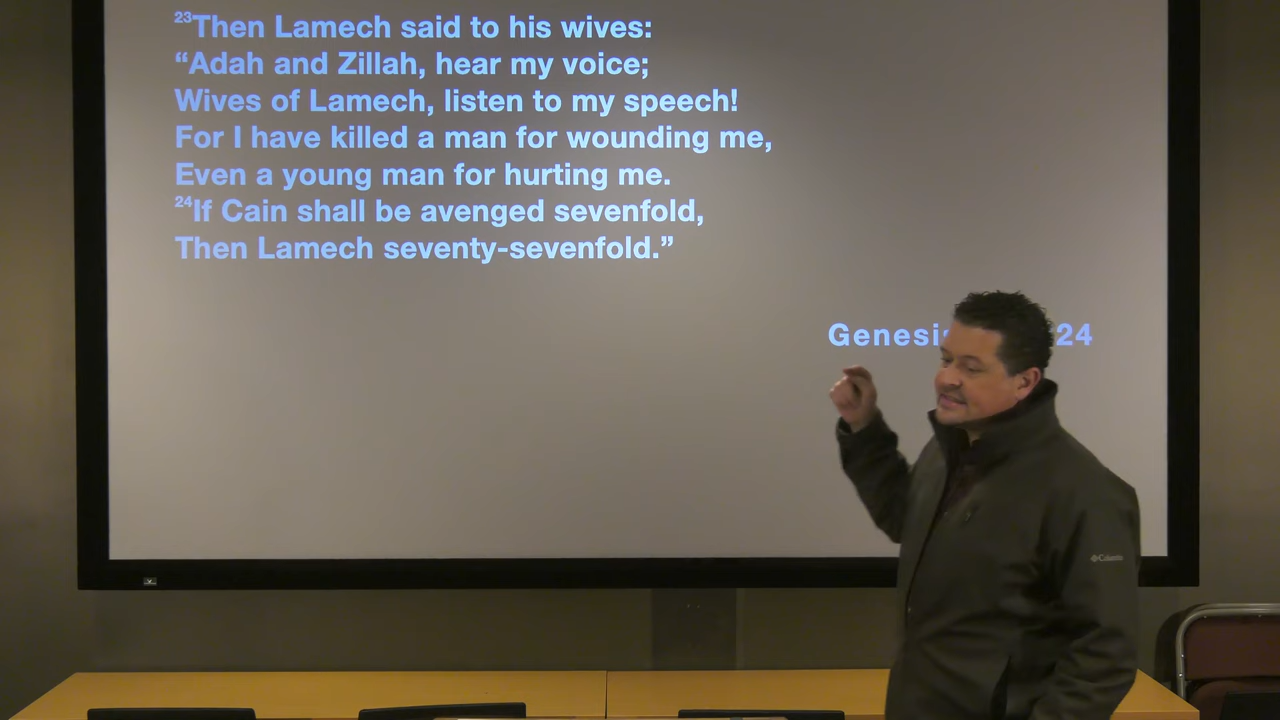 ²³Then Lamech said to his wives:
“Adah and Zillah, hear my voice;
Wives of Lamech, listen to my speech!
For I have killed a man for wounding me,
Even a young man for hurting me.
²⁴If Cain shall be avenged sevenfold,
Then Lamech seventy-sevenfold.”
Genesi 24
Columbia